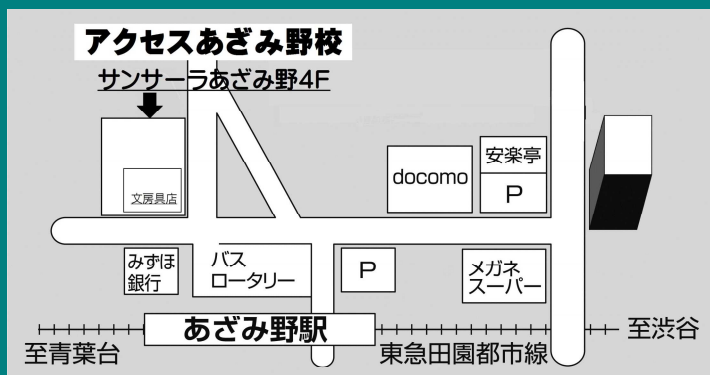 アクセスあざみ野校
サンサーラあざみ野4F
文房具店
docomo
安楽亭
P
みずほ
銀行
バス
ロータリー
P
メガネ
スーパー
あざみ野駅
至渋谷
至青葉台
東急田園都市線